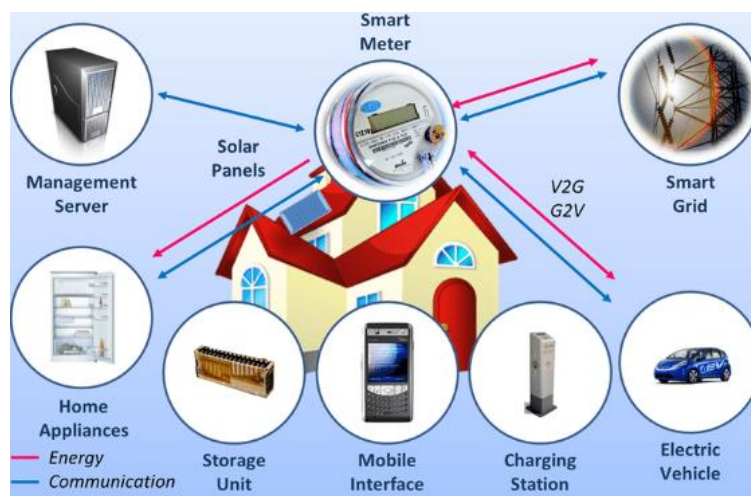 Smart
Meter
Management
Server
Solar
Panels
V2G
G2V
Smart
Grid
Home
Appliances
Storage
Unit
Mobile
Interface
Charging
Station
Electric
Vehicle
Energy
Communication